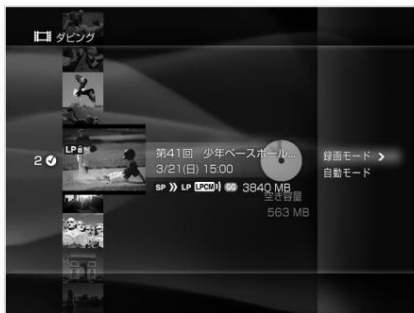 ダビング
LP
2
第41回 少年ベースボール...
3/21(日) 15:00
SP » LP LPCM GG 3840 MB
空き容量
563 MB
録画モード
自動モード